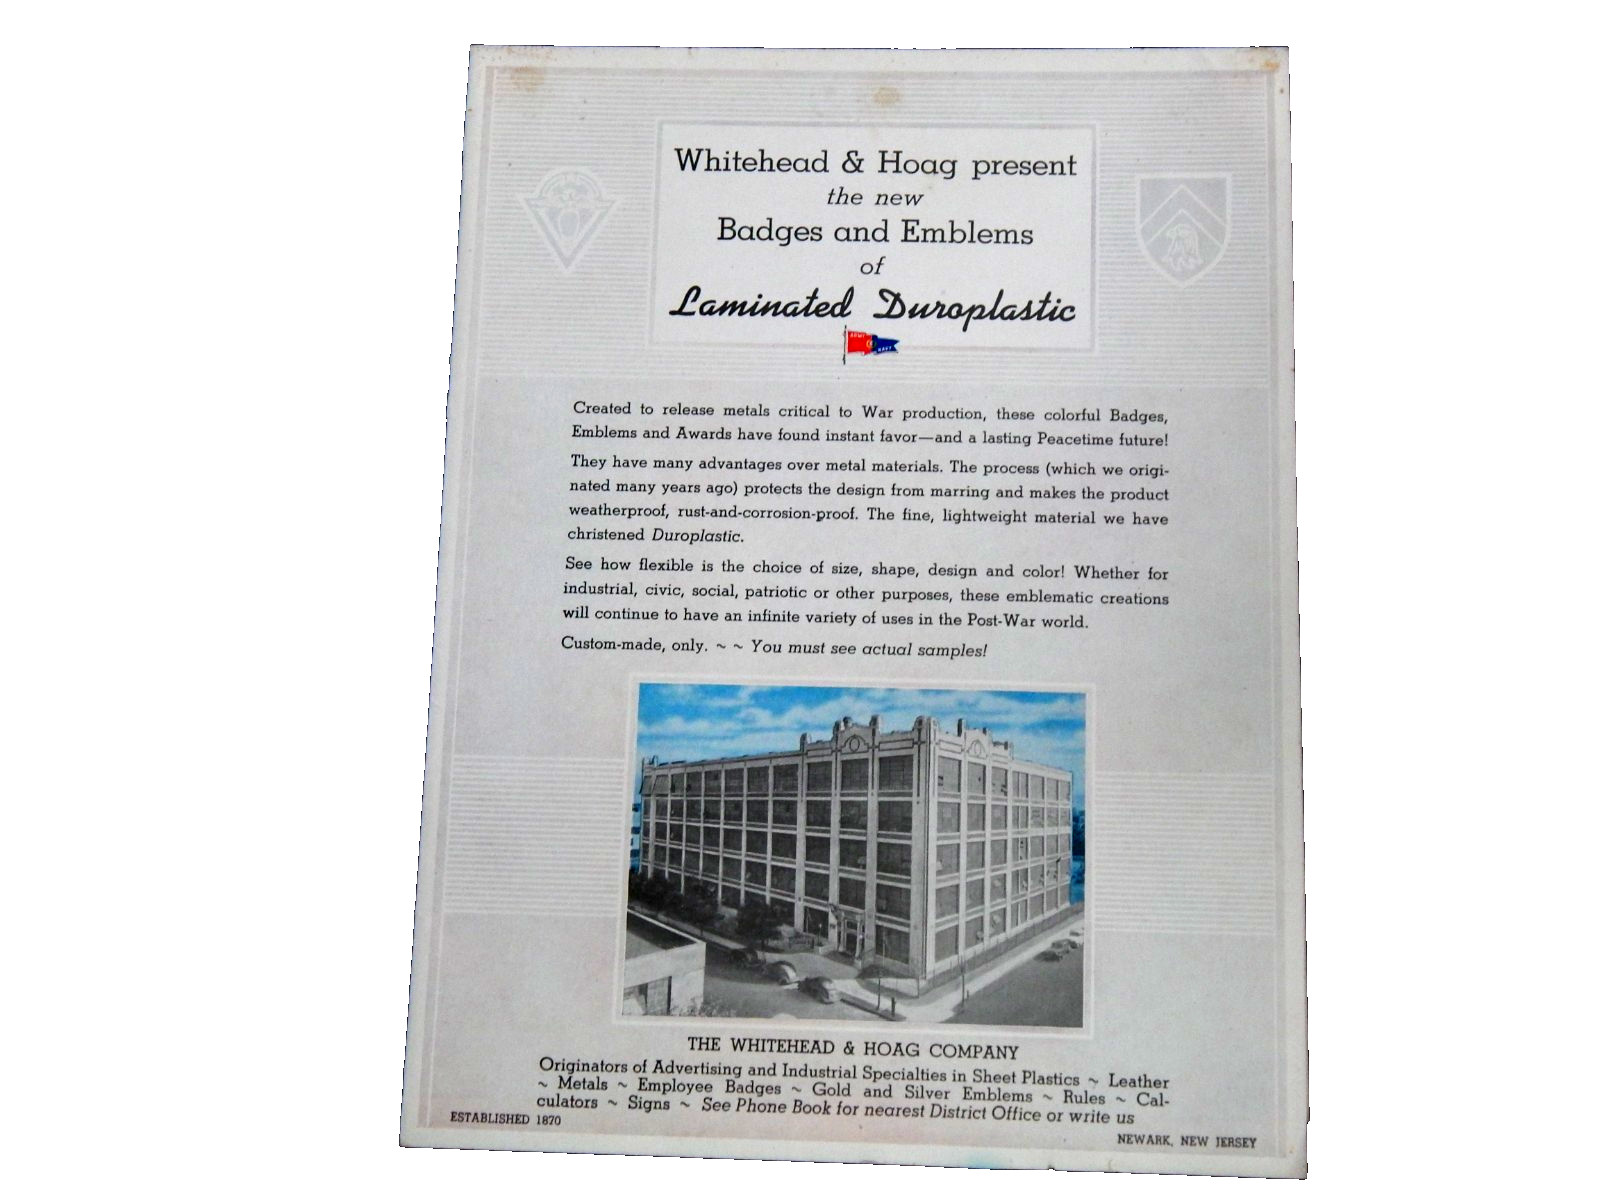 Whitehead & Hoag present
the new
Badges and Emblems
of
Laminated Duroplastic
ARMY
NAVY
Created to release metals critical to War production, these colorful Badges,
Emblems and Awards have found instant favor—and a lasting Peacetime future!
They have many advantages over metal materials. The process (which we origi-
nated many years ago) protects the design from marring and makes the product
weatherproof, rust-and-corrosion-proof. The fine, lightweight material we have
christened Duroplastic.
See how flexible is the choice of size, shape, design and color! Whether for
industrial, civic, social, patriotic or other purposes, these emblematic creations
will continue to have an infinite variety of uses in the Post-War world.
Custom-made, only. ~ ~ You must see actual samples!
THE WHITEHEAD & HOAG COMPANY
Originators of Advertising and Industrial Specialties in Sheet Plastics ~ Leather
~ Metals ~ Employee Badges ~ Gold and Silver Emblems ~ Rules ~ Cal-
culators ~ Signs ~ See Phone Book for nearest District Office or write us
ESTABLISHED 1870
NEWARK, NEW JERSEY